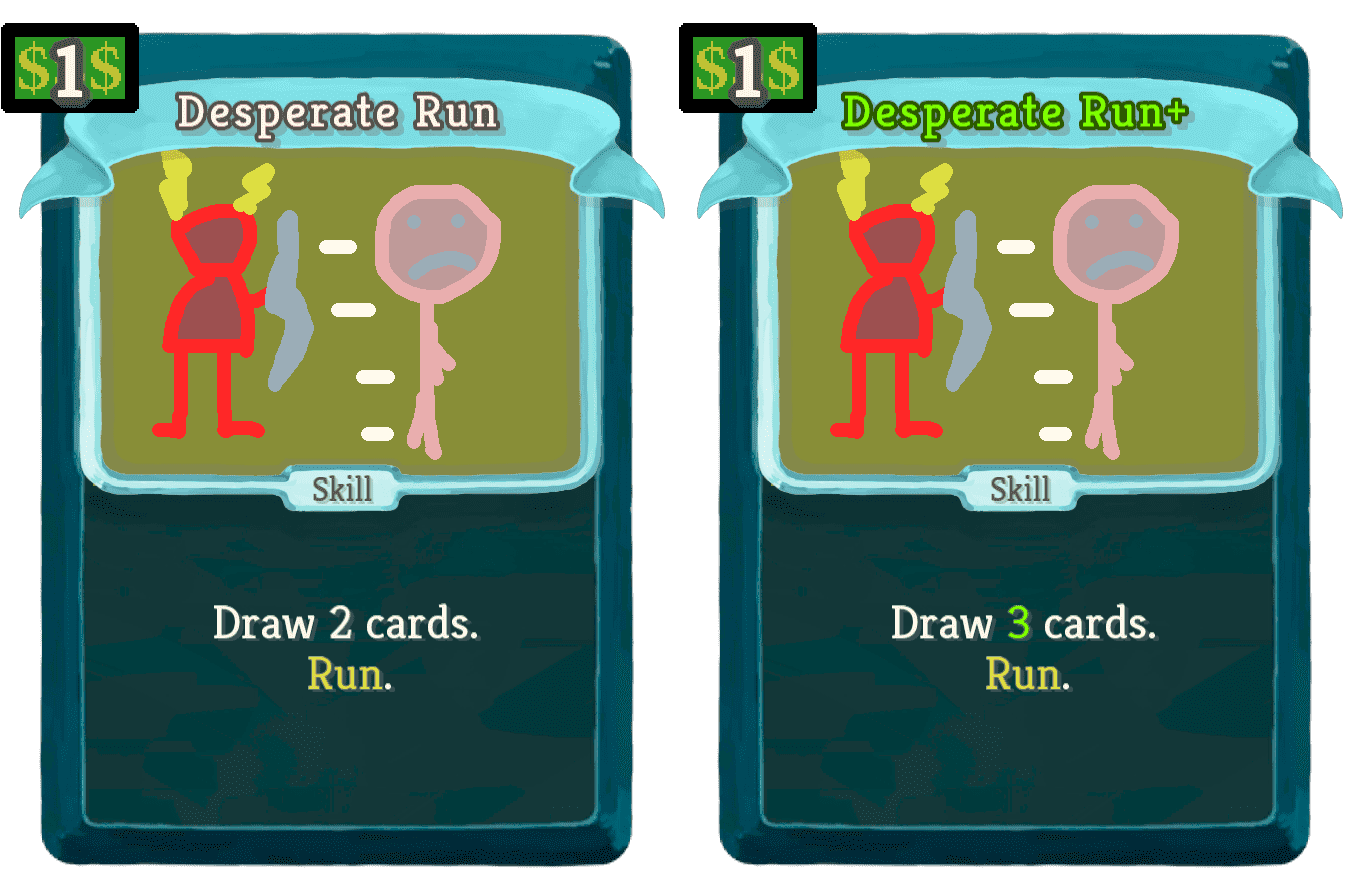 $1$
Desperate Run
Skill
Draw 2 cards.
Run.
$1$
Desperate Run+
Skill
Draw 3 cards.
Run.